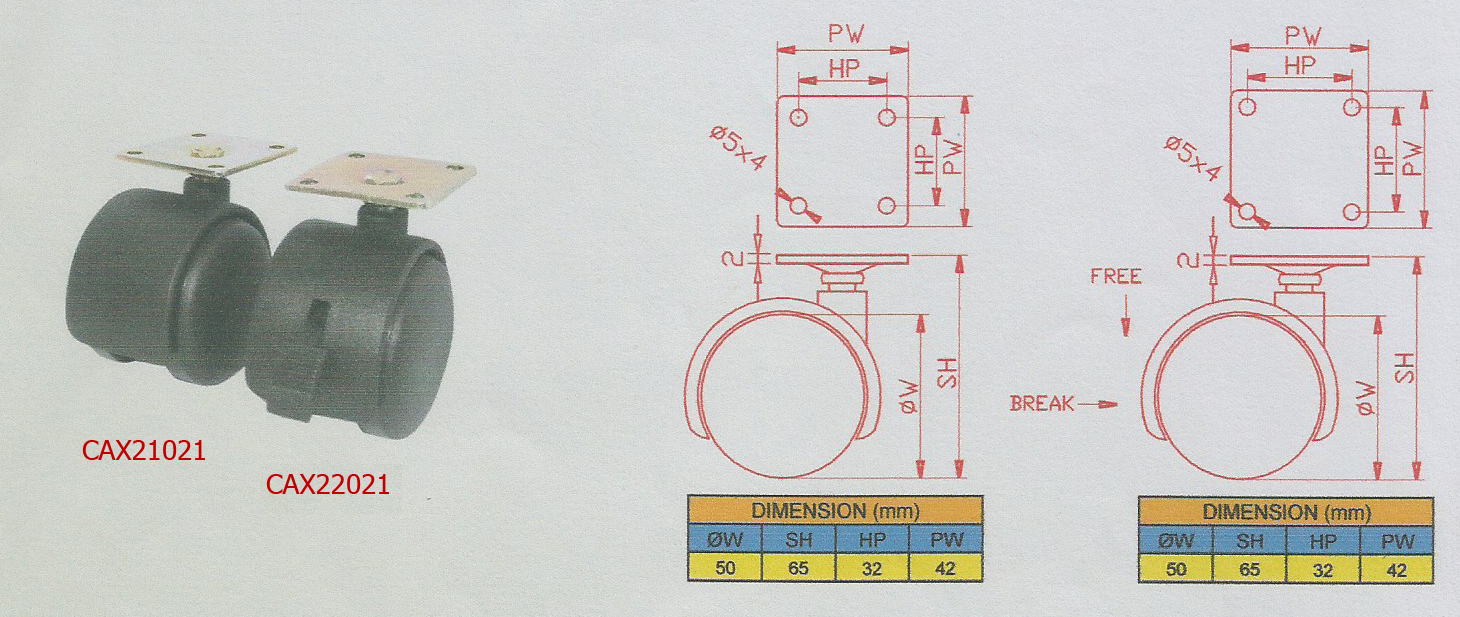 CAX21021
CAX22021
PW
HP
HP
PW.
ø5x4
2
SH
øW
DIMENSION (mm)
ØW SH HP PW
50 65 32 42
PW
HP
HP
PW
ø5x4
2
FREE
BREAK
SH
øW
DIMENSION (mm)
ØW SH HP PW
50 65 32 42